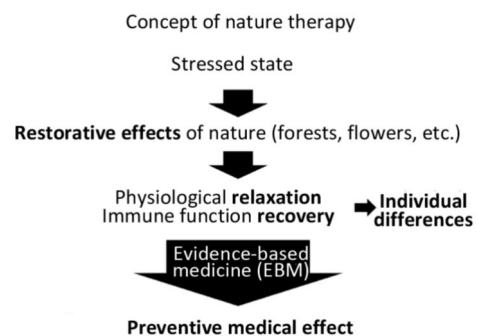 Concept of nature therapy
Stressed state
Restorative effects of nature (forests, flowers, etc.)
Physiological relaxation
Immune function recovery
Individual
differences
Evidence-based
medicine (EBM)
Preventive medical effect